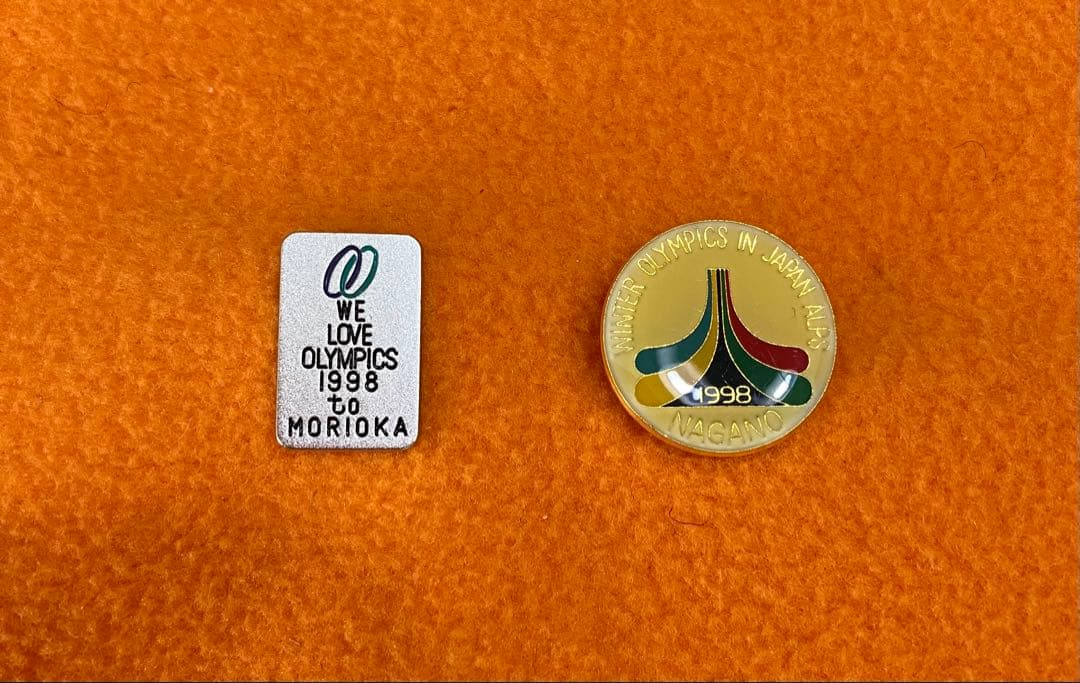 WE
LOVE
OLYMPICS
1998
to
MORIOKA
WINTER OLYMPICS IN JAPAN ALPS
1998
NAGANO